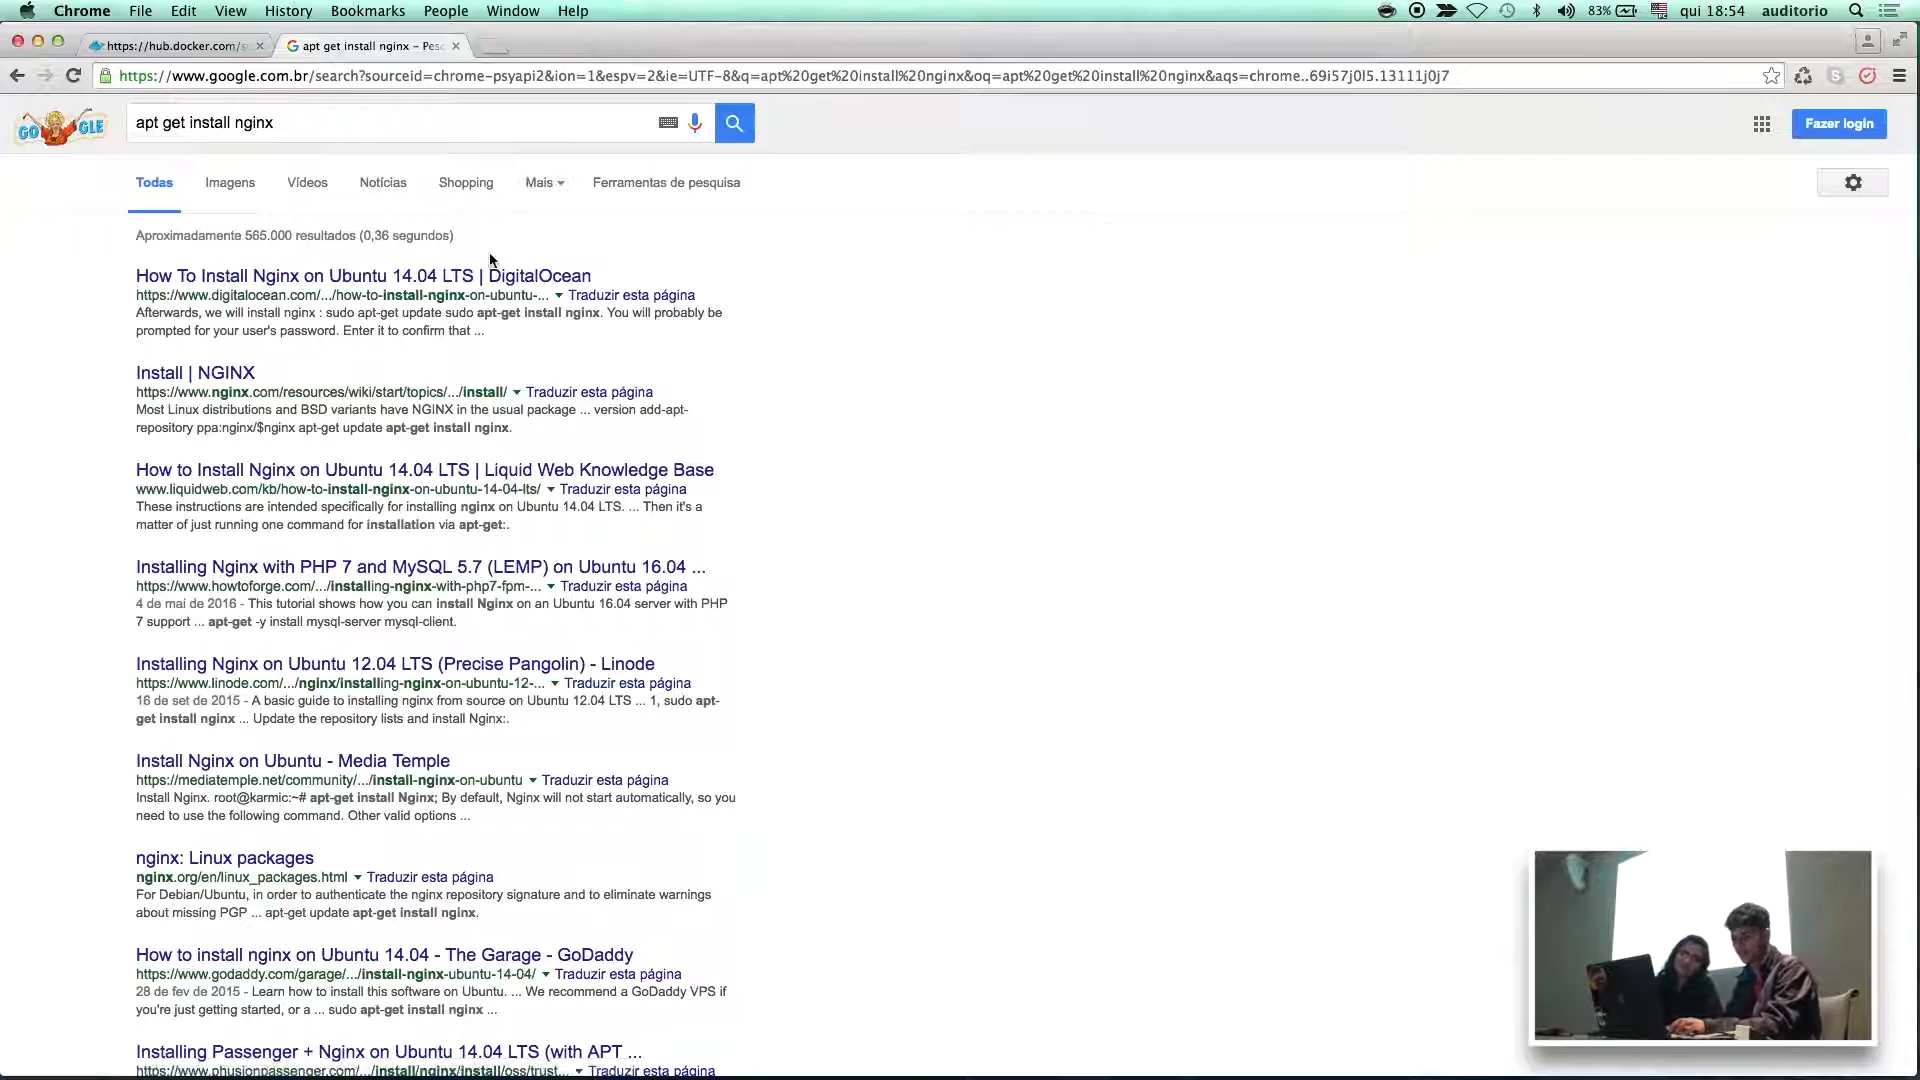 Chrome File Edit View History Bookmarks People Window Help 83% qui 18:54 auditorio
https://hub.docker.com/ apt get install nginx – Pes
https://www.google.com.br/search?sourceid=chrome-psyapi2&ion=1&espv=2&ie=UTF-8&q=apt%20get%20install%20nginx&oq=apt%20get%20install%20nginx&aqs=chrome..69i57j0l5.13111j0j7
GO GLE apt get install nginx Fazer login
Todas Imagens Vídeos Notícias Shopping Mais Ferramentas de pesquisa
Aproximadamente 565.000 resultados (0,36 segundos)
How To Install Nginx on Ubuntu 14.04 LTS | DigitalOcean
https://www.digitalocean.com/.../how-to-install-nginx-on-ubuntu-... Traduzir esta página
Afterwards, we will install nginx : sudo apt-get update sudo apt-get install nginx. You will probably be
prompted for your user's password. Enter it to confirm that ...
Install | NGINX
https://www.nginx.com/resources/wiki/start/topics/.../install/ Traduzir esta página
Most Linux distributions and BSD variants have NGINX in the usual package ... version add-apt-
repository ppa:nginx/$nginx apt-get update apt-get install nginx.
How to Install Nginx on Ubuntu 14.04 LTS | Liquid Web Knowledge Base
www.liquidweb.com/kb/how-to-install-nginx-on-ubuntu-14-04-lts/ Traduzir esta página
These instructions are intended specifically for installing nginx on Ubuntu 14.04 LTS. ... Then it's a
matter of just running one command for installation via apt-get:.
Installing Nginx with PHP 7 and MySQL 5.7 (LEMP) on Ubuntu 16.04 ...
https://www.howtoforge.com/.../installing-nginx-with-php7-fpm-... Traduzir esta página
4 de mai de 2016 - This tutorial shows how you can install Nginx on an Ubuntu 16.04 server with PHP
7 support ... apt-get -y install mysql-server mysql-client.
Installing Nginx on Ubuntu 12.04 LTS (Precise Pangolin) - Linode
https://www.linode.com/.../nginx/installing-nginx-on-ubuntu-12-... Traduzir esta página
16 de set de 2015 - A basic guide to installing nginx from source on Ubuntu 12.04 LTS ... 1, sudo apt-
get install nginx ... Update the repository lists and install Nginx:.
Install Nginx on Ubuntu - Media Temple
https://mediatemple.net/community/.../install-nginx-on-ubuntu Traduzir esta página
Install Nginx. root@karmic:~# apt-get install Nginx; By default, Nginx will not start automatically, so you
need to use the following command. Other valid options ...
nginx: Linux packages
nginx.org/en/linux_packages.html Traduzir esta página
For Debian/Ubuntu, in order to authenticate the nginx repository signature and to eliminate warnings
about missing PGP ... apt-get update apt-get install nginx.
How to install nginx on Ubuntu 14.04 - The Garage - GoDaddy
https://www.godaddy.com/garage/.../install-nginx-ubuntu-14-04/ Traduzir esta página
28 de fev de 2015 - Learn how to install this software on Ubuntu. ... We recommend a GoDaddy VPS if
you're just getting started, or a ... sudo apt-get install nginx ...
Installing Passenger + Nginx on Ubuntu 14.04 LTS (with APT ...
https://www.phusionpassenger.com/.../install/nginx/install/oss/trust... Traduzir esta página